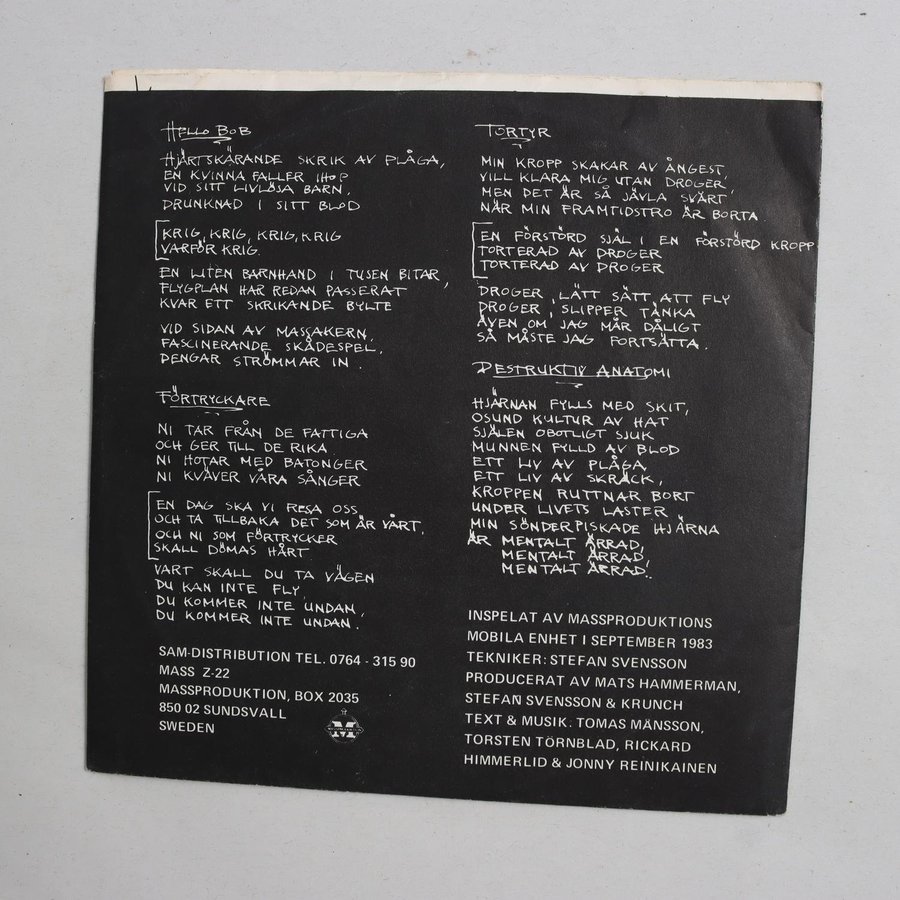 HELLO BOB
HJÄRTSKÄRANDE SKRIK AV PLÅGA,
EN KVINNA FALLER IHOP
VID SITT LIVLÖSA BARN,
DRUNKNAD I SITT BLOD
KRIG, KRIG, KRIG, KRIG
VARFÖR KRIG.
EN LITEN BARNHAND I TUSEN BITAR,
FLYGPLAN HAR REDAN PASSERAT
KVAR ETT SKRIKANDE BYLTE
VID SIDAN AV MASSAKERN,
FASCINERANDE SKÅDESPEL,
PENGAR STRÖMMAR IN.
FÖRTRYCKARE
NI TAR FRÅN DE FATTIGA
OCH GER TILL DE RIKA
NI HOTAR MED BATONGER
NI KVÄVER VÅRA SÅNGER
EN DAG SKA VI RESA OSS
OCH TA TILLBAKA DET SOM ÄR VÅRT.
OCH NI SOM FÖRTRYCKER
SKALL DÖMAS HÅRT
VART SKALL DU TA VÄGEN
DU KAN INTE FLY,
DU KOMMER INTE UNDAN,
DU KOMMER INTE UNDAN.
SAM-DISTRIBUTION TEL. 0764 - 315 90
MASS Z-22
MASSPRODUKTION, BOX 2035
850 02 SUNDSVALL
SWEDEN
M
TORTYR
MIN KROPP SKAKAR AV ÅNGEST,
VILL KLARA MIG UTAN DROGER,
MEN DET ÄR SÅ JÄVLA SVÅRT
NÄR MIN FRAMTIDSTRO ÄR BORTA.
EN FÖRSTÖRD SJÄL I EN FÖRSTÖRD KROPP
TORTERAD AV DROGER
TORTERAD AV DROGER
DROGER, LÄTT SÄTT ATT FLY
DROGER, SLIPPER TÄNKA
ÄVEN OM JAG MÅR DÅLIGT
SÅ MÅSTE JAG FORTSÄTTA.
DESTRUKTIV ANATOMI
HJÄRNAN FYLLS MED SKIT,
OSUND KULTUR AV HAT
SJÄLEN OBOTLIGT SJUK
MUNNEN FYLLD AV BLOD
ETT LIV AV PLÅGA
ETT LIV AV SKRÄCK,
KROPPEN RUTTNAR BORT
UNDER LIVETS LASTER
MIN SÖNDERPISKADE HJÄRNA
ÄR MENTALT ÄRRAD,
MENTALT ÄRRAD,
MENTALT ÄRRAD..
INSPELAT AV MASSPRODUKTIONS
MOBILA ENHET I SEPTEMBER 1983
TEKNIKER: STEFAN SVENSSON
PRODUCERAT AV MATS HAMMERMAN,
STEFAN SVENSSON & KRUNCH
TEXT & MUSIK: TOMAS MÄNSSON,
TORSTEN TÖRNBLAD, RICKARD
HIMMERLID & JONNY REINIKAINEN